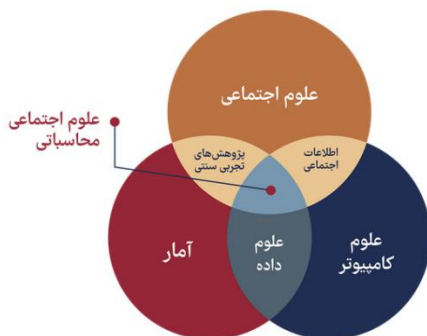 علوم اجتماعی
علوم اجتماعی
محاسباتی
پژوهش‌های
تجربی سنتی
اطلاعات
اجتماعی
علوم
کامپیوتر
علوم
داده
آمار